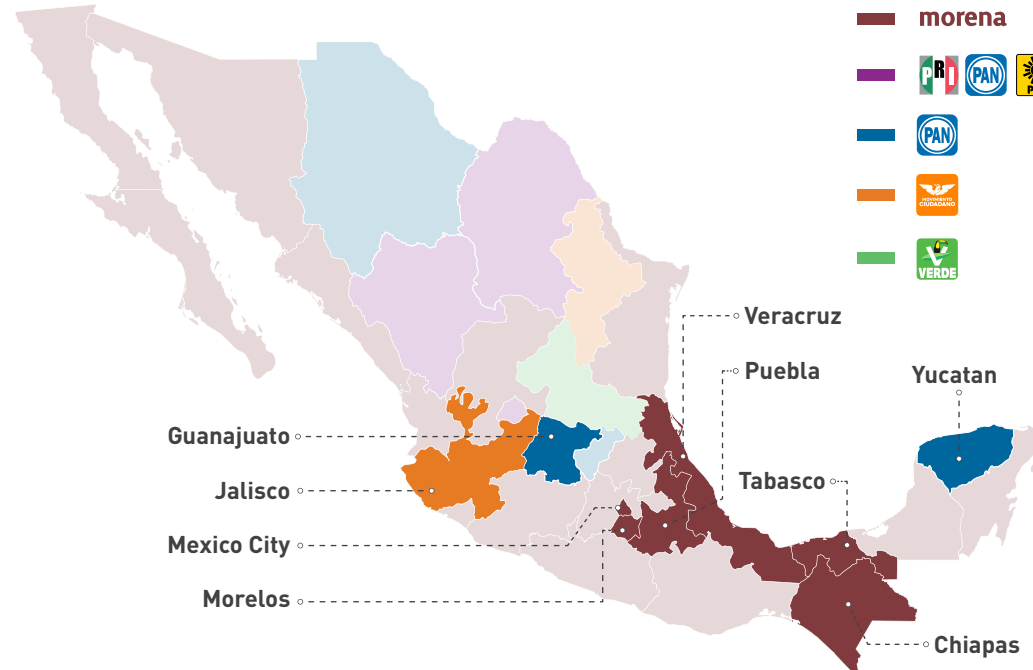 morena
PRI PAN
PAN
MOVIMIENTO
CIUDADANO
VERDE
Veracruz
Puebla
Yucatan
Guanajuato
Tabasco
Jalisco
Mexico City
Morelos
Chiapas